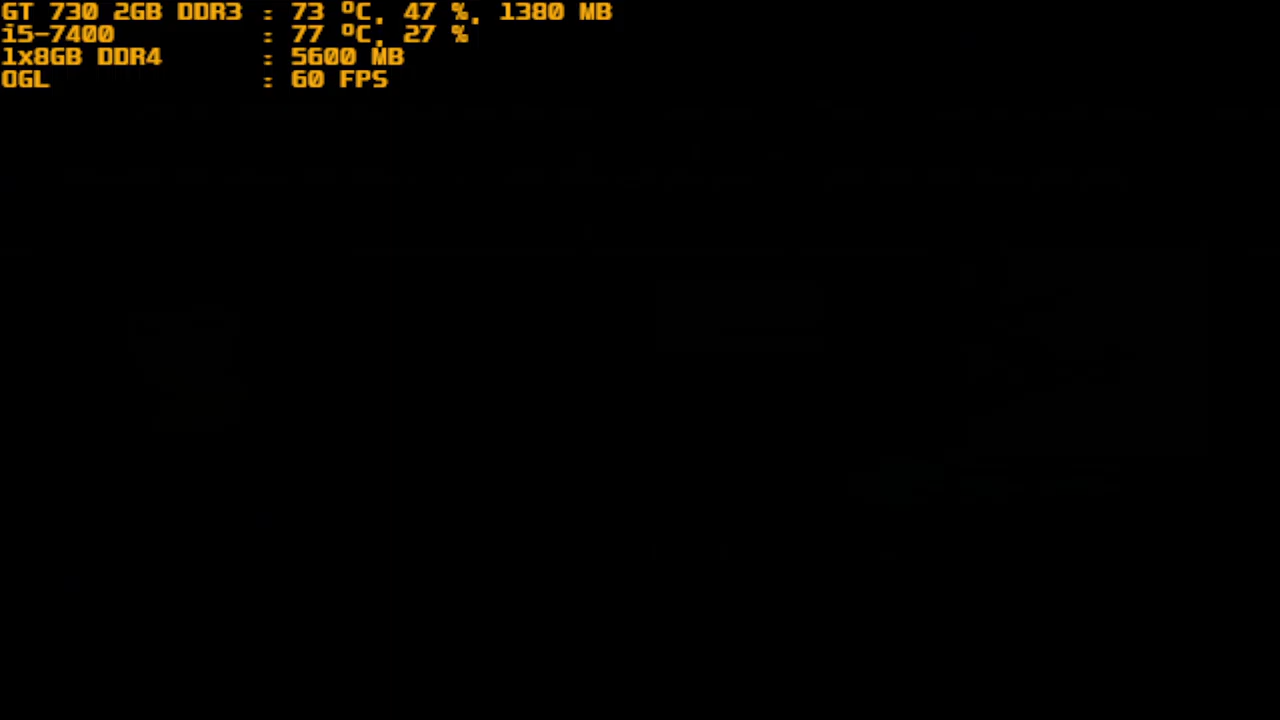 GT 730 2GB DDR3 : 73 ºC, 47 %, 1380 MB
i5-7400 : 77 ºC, 27 %
1x8GB DDR4 : 5600 MB
OGL : 60 FPS